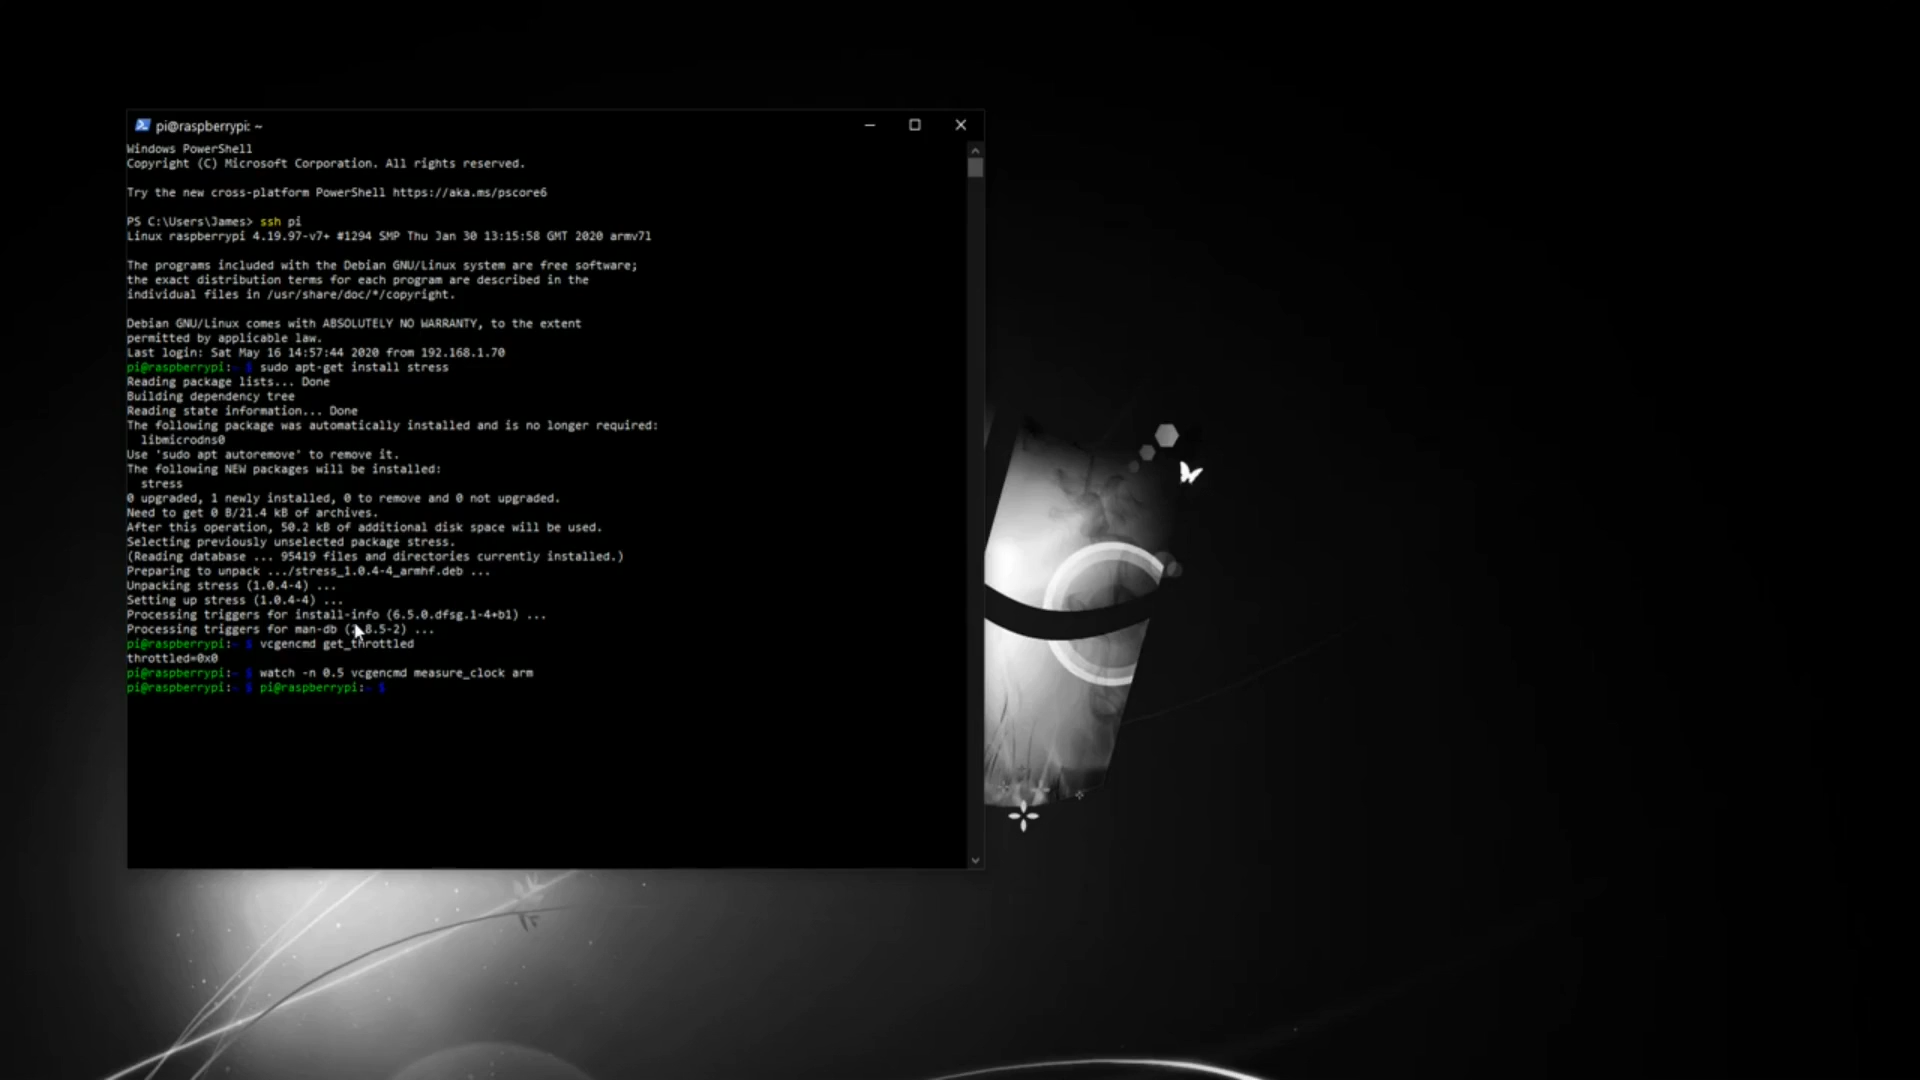 pi@raspberrypi: ~
Windows PowerShell
Copyright (C) Microsoft Corporation. All rights reserved.
Try the new cross-platform PowerShell https://aka.ms/pscore6
PS C:\Users\James> ssh pi
Linux raspberrypi 4.19.97-v7+ #1294 SMP Thu Jan 30 13:15:58 GMT 2020 armv7l
The programs included with the Debian GNU/Linux system are free software;
the exact distribution terms for each program are described in the
individual files in /usr/share/doc/*/copyright.
Debian GNU/Linux comes with ABSOLUTELY NO WARRANTY, to the extent
permitted by applicable law.
Last login: Sat May 16 14:57:44 2020 from 192.168.1.70
pi@raspberrypi:~ $ sudo apt-get install stress
Reading package lists... Done
Building dependency tree
Reading state information... Done
The following package was automatically installed and is no longer required:
libmicrodns0
Use 'sudo apt autoremove' to remove it.
The following NEW packages will be installed:
stress
0 upgraded, 1 newly installed, 0 to remove and 0 not upgraded.
Need to get 0 B/21.4 kB of archives.
After this operation, 50.2 kB of additional disk space will be used.
Selecting previously unselected package stress.
(Reading database ... 95419 files and directories currently installed.)
Preparing to unpack .../stress_1.0.4-4_armhf.deb ...
Unpacking stress (1.0.4-4) ...
Setting up stress (1.0.4-4) ...
Processing triggers for install-info (6.5.0.dfsg.1-4+b1) ...
Processing triggers for man-db ( 8.5-2) ...
pi@raspberrypi:~ $ vcgencmd get_throttled
throttled=0x0
pi@raspberrypi:~ $ watch -n 0.5 vcgencmd measure_clock arm
pi@raspberrypi:~ $ pi@raspberrypi:~ $